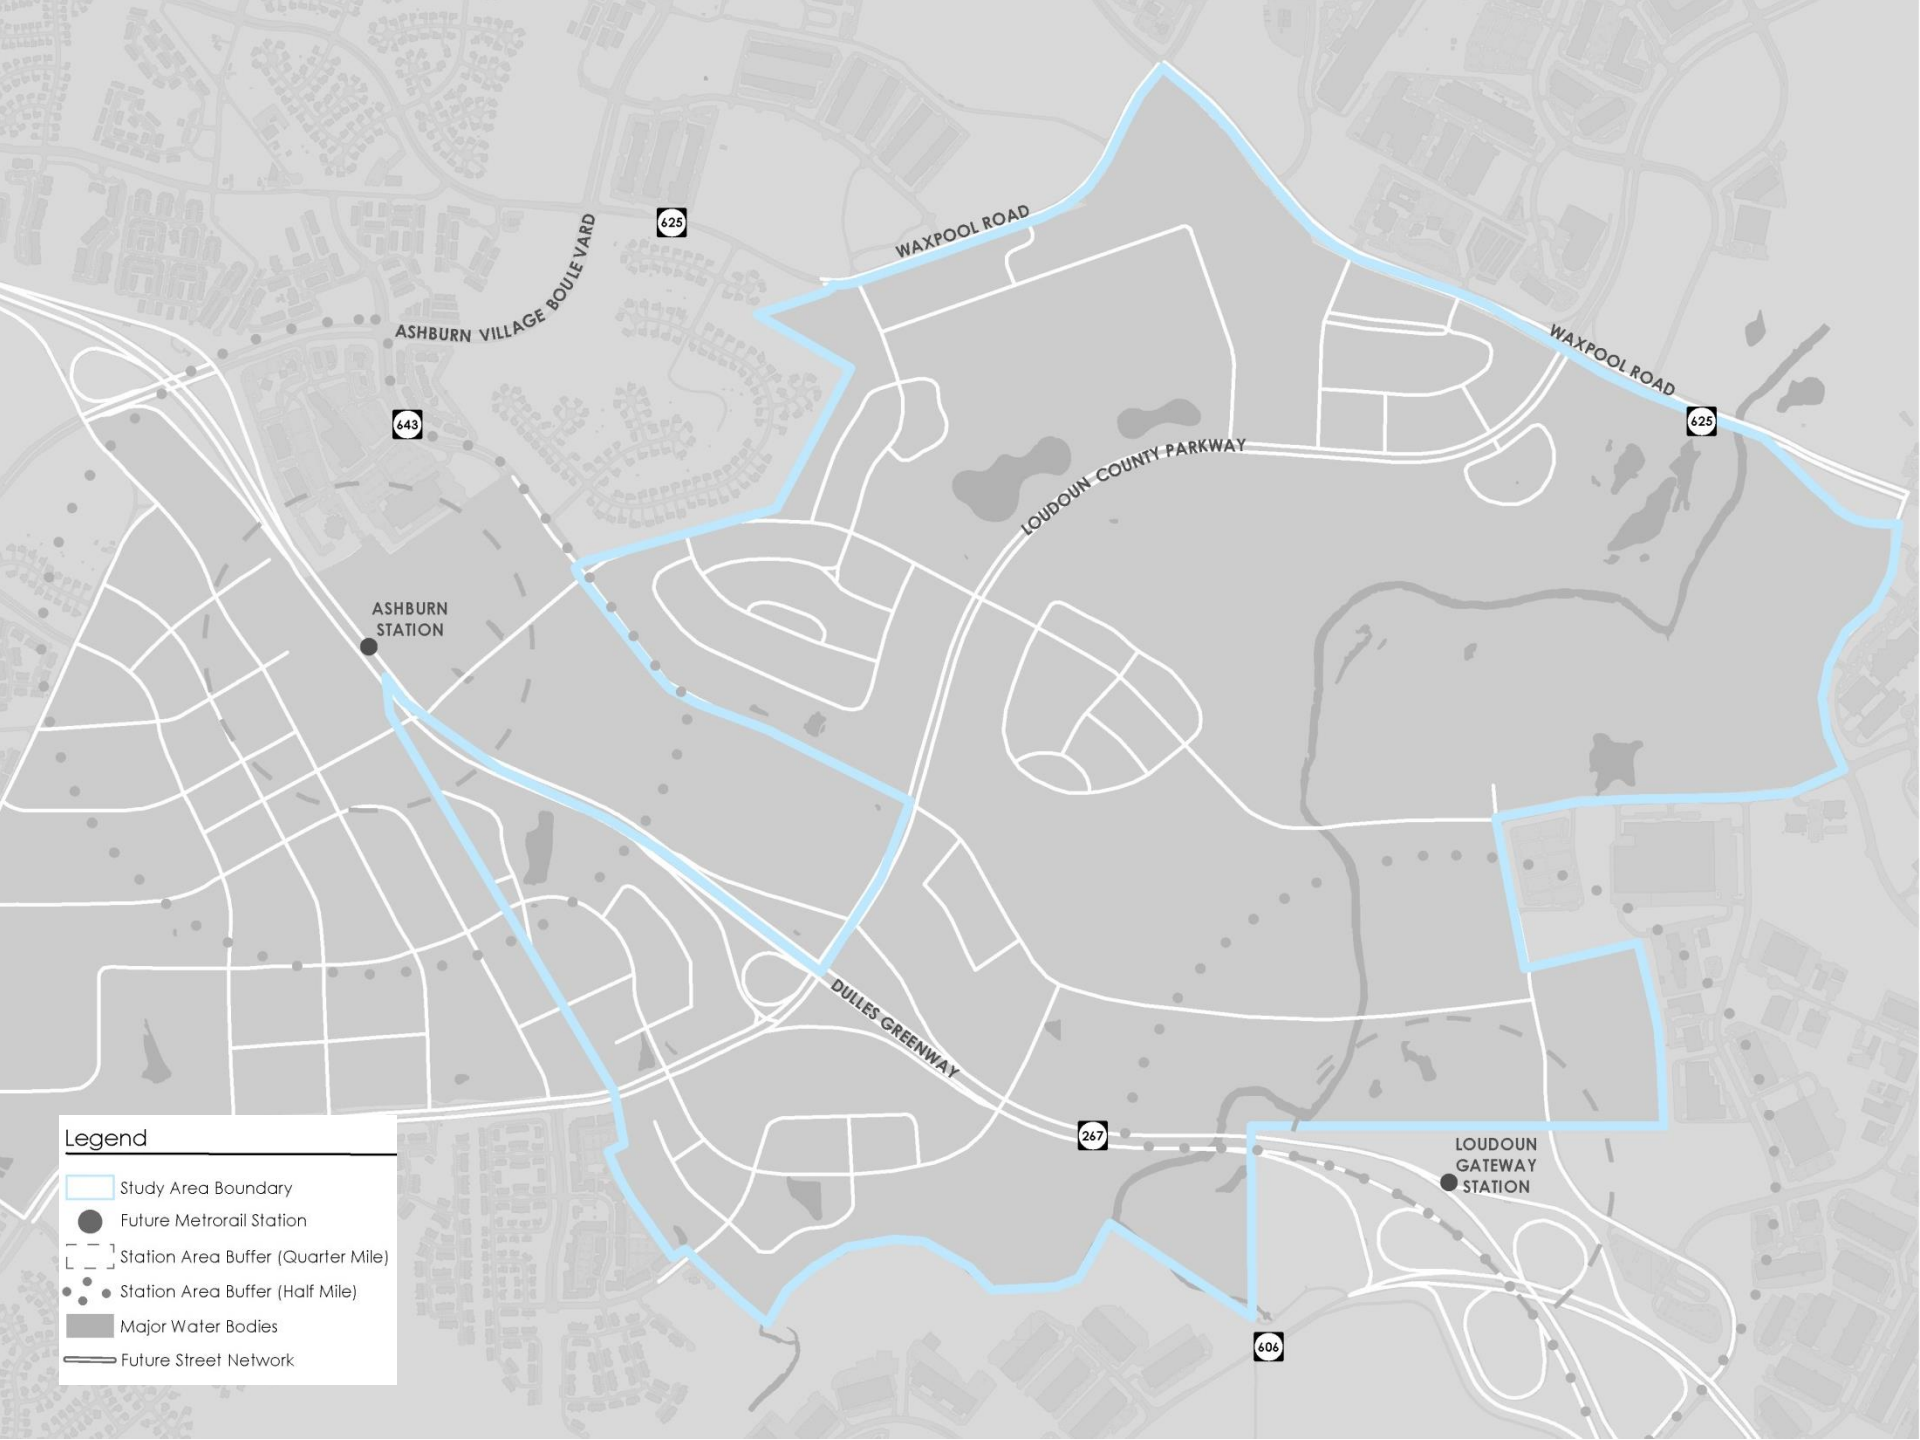 WAXPOOL ROAD
625
ASHBURN VILLAGE BOULEVARD
WAXPOOL ROAD
625
643
LOUDOUN COUNTY PARKWAY
ASHBURN
STATION
DULLES GREENWAY
267
LOUDOUN
GATEWAY
STATION
606
Legend
Study Area Boundary
Future Metrorail Station
Station Area Buffer (Quarter Mile)
Station Area Buffer (Half Mile)
Major Water Bodies
Future Street Network